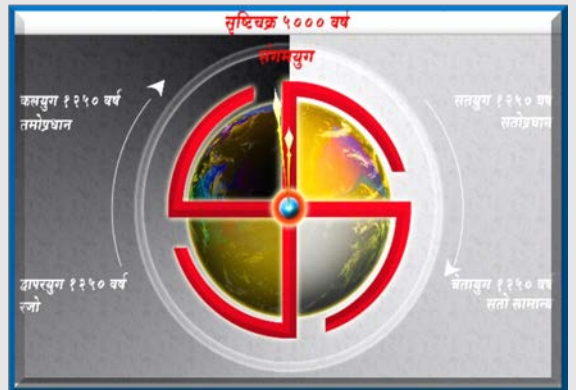 सृष्टिचक्र ५००० वर्ष
संगमयुग
कलयुग १२५० वर्ष
तमोप्रधान
सतयुग १२५० वर्ष
सतोप्रधान
द्वापरयुग १२५० वर्ष
रजो
त्रेतायुग १२५० वर्ष
सतो सामान्य